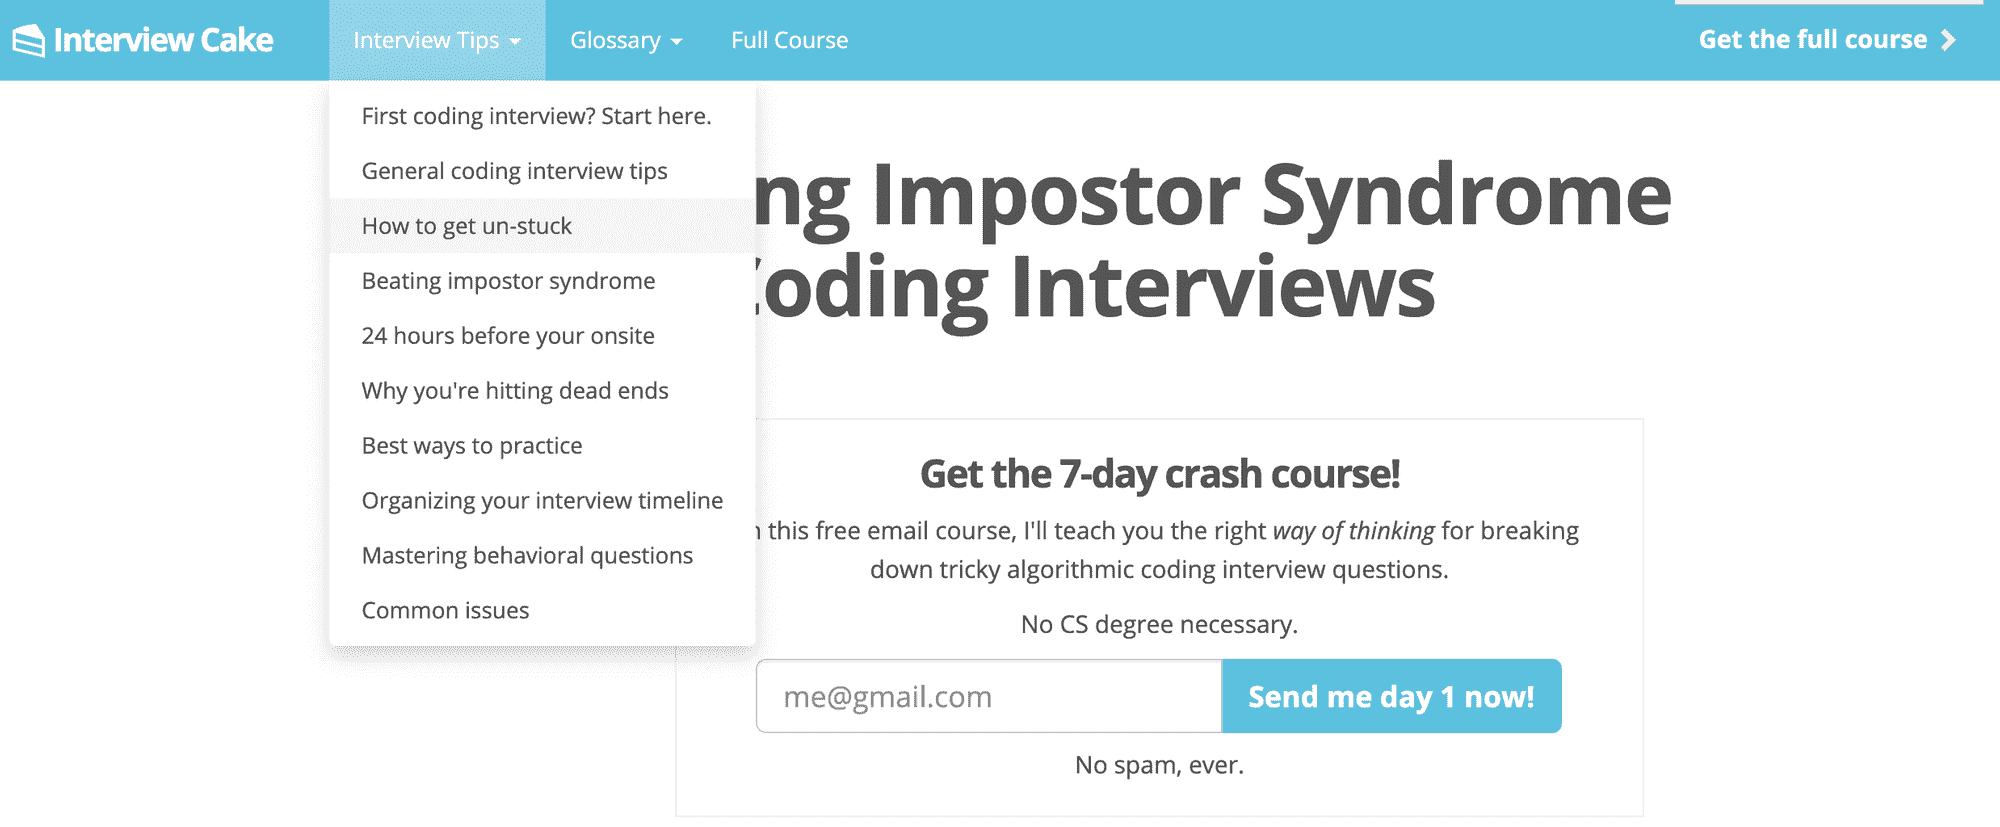 Interview Cake
Interview Tips
Glossary
Full Course
Get the full course
First coding interview? Start here.
General coding interview tips
How to get un-stuck
Beating impostor syndrome
24 hours before your onsite
Why you're hitting dead ends
Best ways to practice
Organizing your interview timeline
Mastering behavioral questions
Common issues
ng Impostor Syndrome
Coding Interviews
Get the 7-day crash course!
n this free email course, I'll teach you the right way of thinking for breaking
down tricky algorithmic coding interview questions.
No CS degree necessary.
me@gmail.com
Send me day 1 now!
No spam, ever.